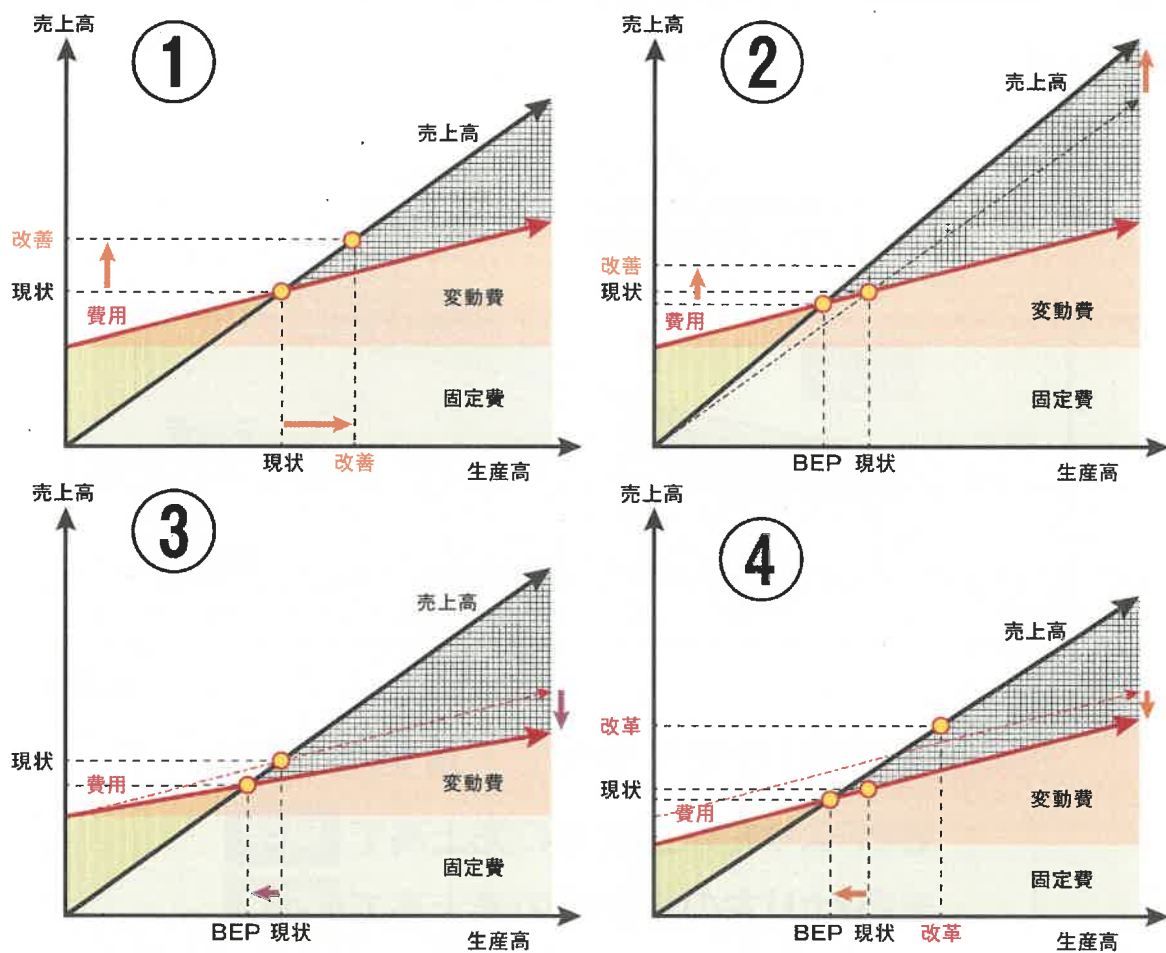 売上高
①
売上高
改善
現状
費用
変動費
固定費
現状 改善 生産高
売上高
②
売上高
改善
現状
費用
変動費
固定費
BEP 現状 生産高
売上高
③
売上高
現状
費用
変動費
固定費
BEP 現状 生産高
売上高
④
売上高
改革
現状
費用
変動費
固定費
BEP 現状 改革 生産高